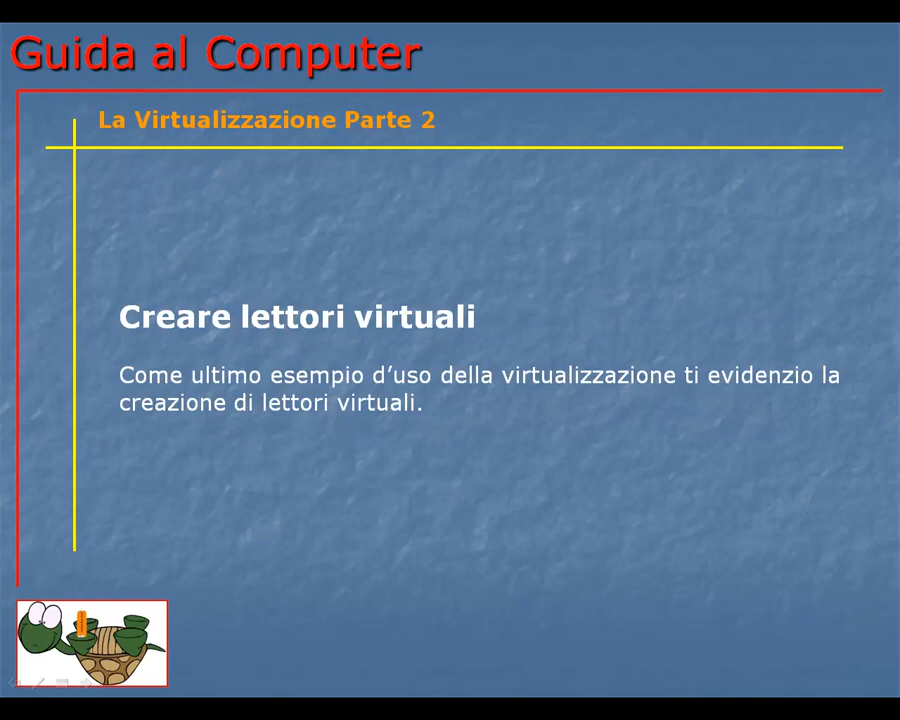 Guida al Computer
La Virtualizzazione Parte 2
Creare lettori virtuali
Come ultimo esempio d’uso della virtualizzazione ti evidenzio la
creazione di lettori virtuali.